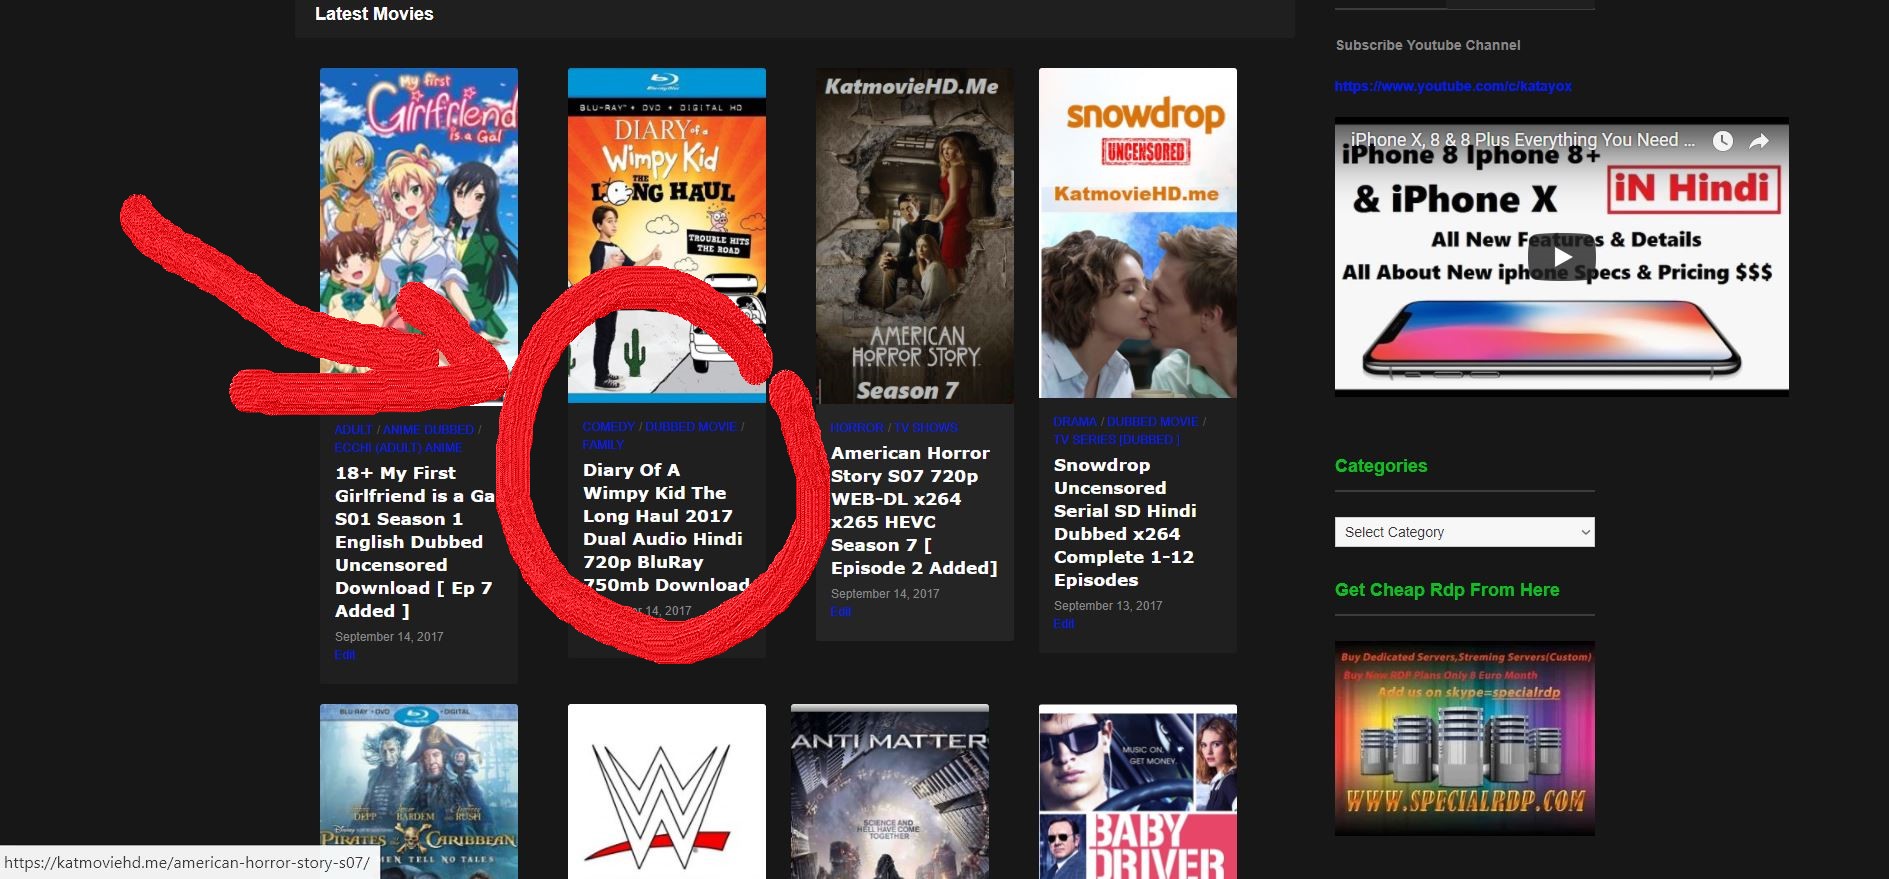 Latest Movies
My first
Girlfriend
is a Gal
ADULT / ANIME DUBBED /
ECCHI (ADULT) ANIME
18+ My First
Girlfriend is a Ga
S01 Season 1
English Dubbed
Uncensored
Download [ Ep 7
Added ]
September 14, 2017
Edit
Blu-ray Disc
BLU-RAY + DVD + DIGITAL HD
DIARY of a
Wimpy Kid
THE
LONG HAUL
TROUBLE HITS
THE ROAD
COMEDY / DUBBED MOVIE /
FAMILY
Diary Of A
Wimpy Kid The
Long Haul 2017
Dual Audio Hindi
720p BluRay
750mb Download
14, 2017
KatmovieHD.Me
AMERICAN
HORROR STORY
Season 7
HORROR / TV SHOWS
American Horror
Story S07 720p
WEB-DL x264
x265 HEVC
Season 7 [
Episode 2 Added]
September 14, 2017
Edit
snowdrop
UNCENSORED
KatmovieHD.me
DRAMA / DUBBED MOVIE /
TV SERIES [DUBBED ]
Snowdrop
Uncensored
Serial SD Hindi
Dubbed x264
Complete 1-12
Episodes
September 13, 2017
Edit
BLU-RAY + DVD + DIGITAL
DEPP BARDEM RUSH
Disney
PIRATES OF THE CARIBBEAN
MEN TELL NO TALES
ANTI MATTER
SCIENCE AND
HELL HAVE COME
TOGETHER
MUSIC ON.
GET MONEY.
BABY
DRIVER
https://katmoviehd.me/american-horror-story-s07/
Subscribe Youtube Channel
https://www.youtube.com/c/katayox
iPhone X, 8 & 8 Plus Everything You Need ...
iPhone 8 Iphone 8+
& iPhone X
iN Hindi
All New Features & Details
All About New iphone Specs & Pricing $$$
Categories
Select Category
Get Cheap Rdp From Here
Buy Dedicated Servers,Streming Servers(Custom)
Buy Now RDP Plans Only 8 Euro Month
Add us on skype=specialrdp
WWW.SPECIALRDP.COM